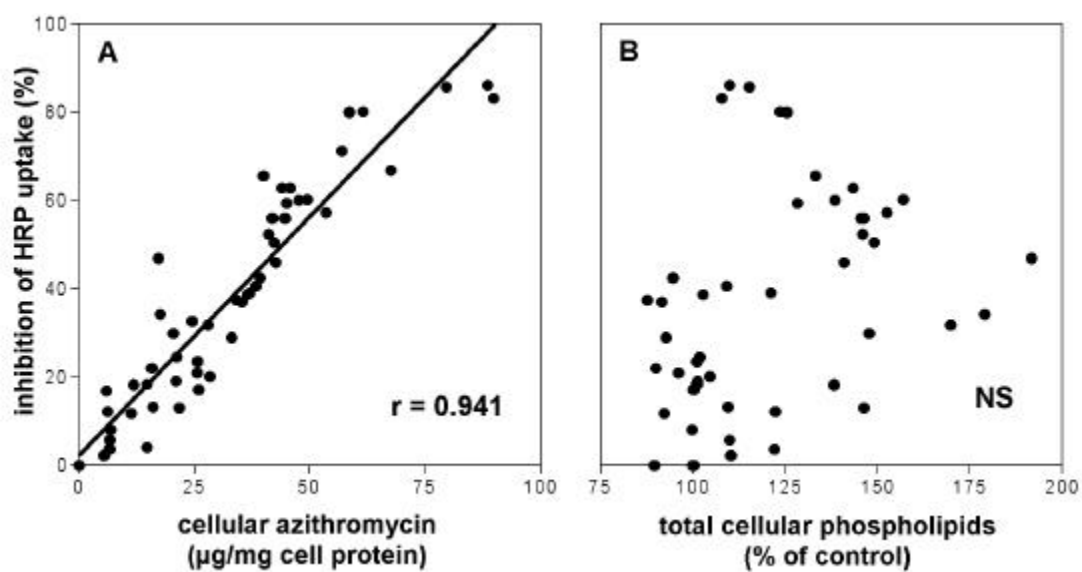 A
B
inhibition of HRP uptake (%)
100
80
60
40
20
0
r = 0.941
NS
0
25
50
75
100
75
100
125
150
175
200
cellular azithromycin
(µg/mg cell protein)
total cellular phospholipids
(% of control)